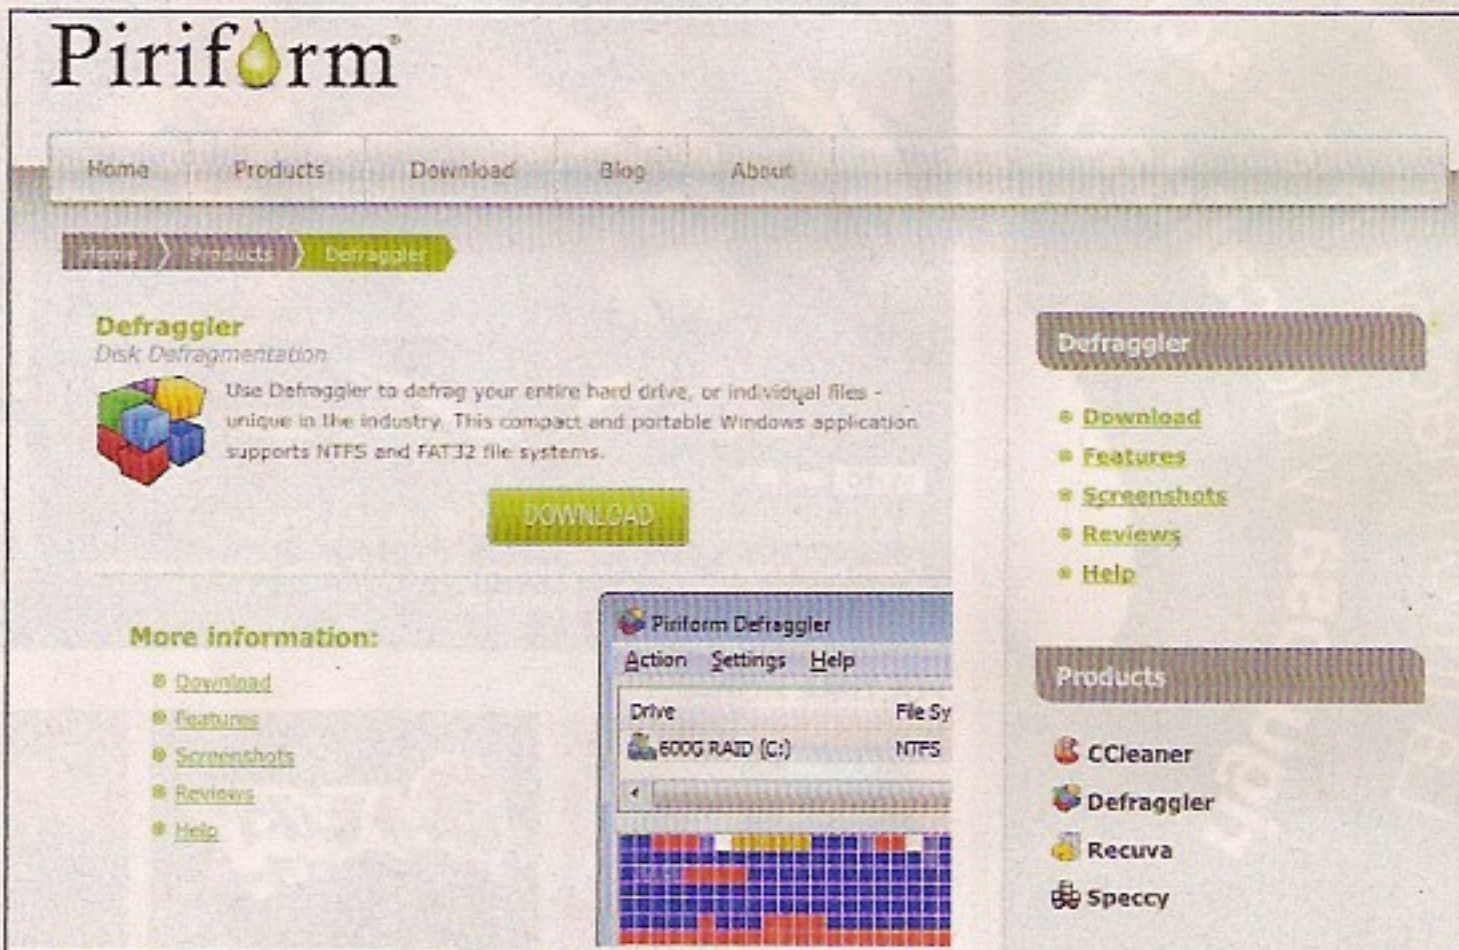 Piriform
Home Products Download Blog About
Home Products Defraggler
Defraggler
Disk Defragmentation
Use Defraggler to defrag your entire hard drive, or individual files -
unique in the industry. This compact and portable Windows application
supports NTFS and FAT32 file systems.
DOWNLOAD
More information:
Download
Features
Screenshots
Reviews
Help
Piriform Defraggler
Action Settings Help
Drive File Sy
600G RAID (C:) NTFS
Defraggler
Download
Features
Screenshots
Reviews
Help
Products
CCleaner
Defraggler
Recuva
Speccy